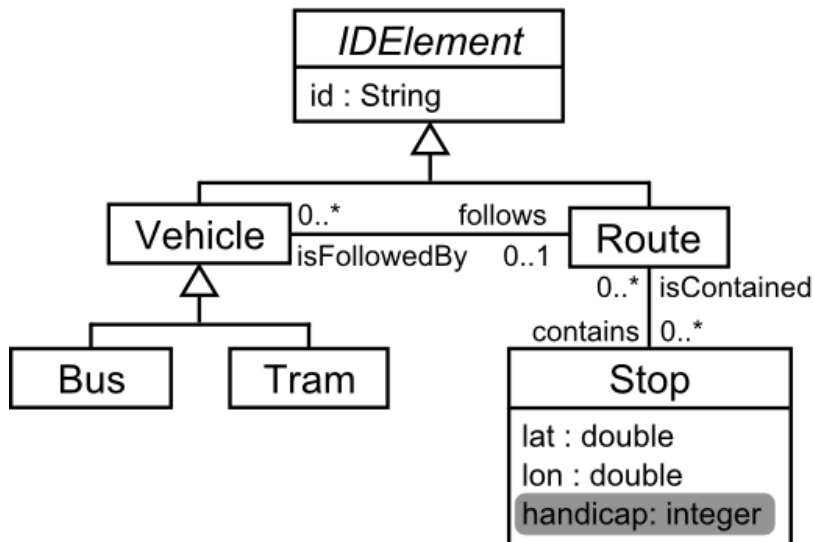 IDElement
id : String
Vehicle
0..*
follows
isFollowedBy
0..1
Route
0..*
isContained
contains
0..*
Bus
Tram
Stop
lat : double
lon : double
handicap: integer